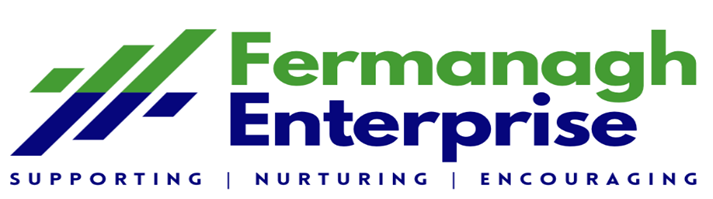 Fermanagh
Enterprise
SUPPORTING | NURTURING | ENCOURAGING